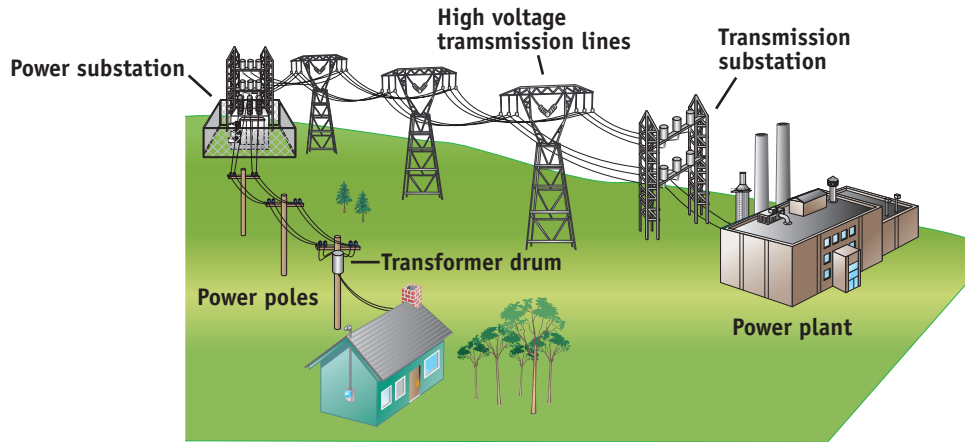 High voltage
tramsmission lines
Transmission
substation
Power substation
Transformer drum
Power poles
Power plant